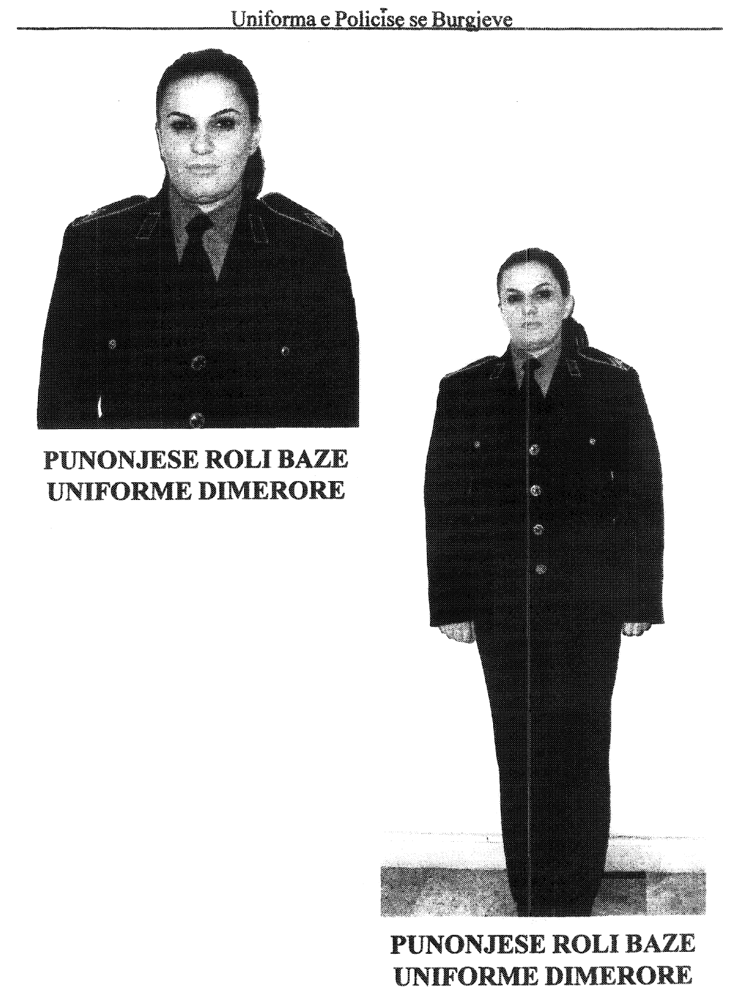 Uniforma e Policise se Burgjeve
PUNONJESE ROLI BAZE
UNIFORME DIMERORE
PUNONJESE ROLI BAZE
UNIFORME DIMERORE